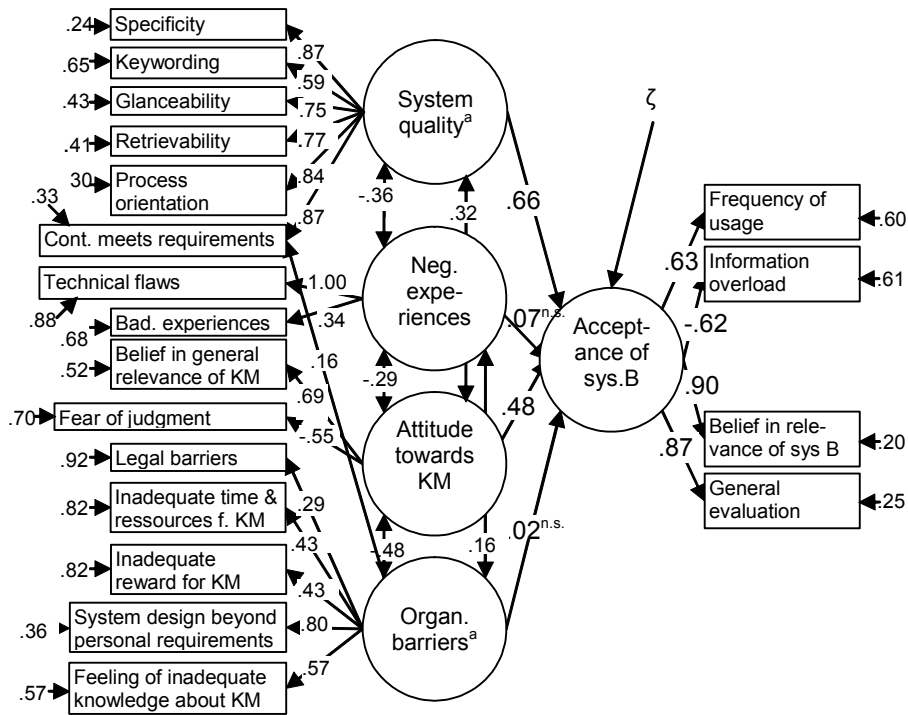 .24
Specificity
.87
.65
Keywording
.59
.43
Glanceability
.75
.41
Retrievability
.77
30
Process
orientation
.84
.33
Cont. meets requirements
.87
Technical flaws
1.00
.88
.68
Bad. experiences
.34
.52
Belief in general
relevance of KM
.16
.69
.70
Fear of judgment
-.55
.92
Legal barriers
.29
.82
Inadequate time &
ressources f. KM
.43
.82
Inadequate
reward for KM
.43
.36
System design beyond
personal requirements
.80
.57
Feeling of inadequate
knowledge about KM
.57
System
quality^a
-.36
.32
Neg.
expe-
riences
-.29
Attitude
towards
KM
-.48
.16
Organ.
barriers^a
.66
.07^n.s.
.48
.02^n.s.
ζ
Accept-
ance of
sys.B
.63
-.62
.90
.87
Frequency of
usage
.60
Information
overload
.61
Belief in rele-
vance of sys B
.20
General
evaluation
.25